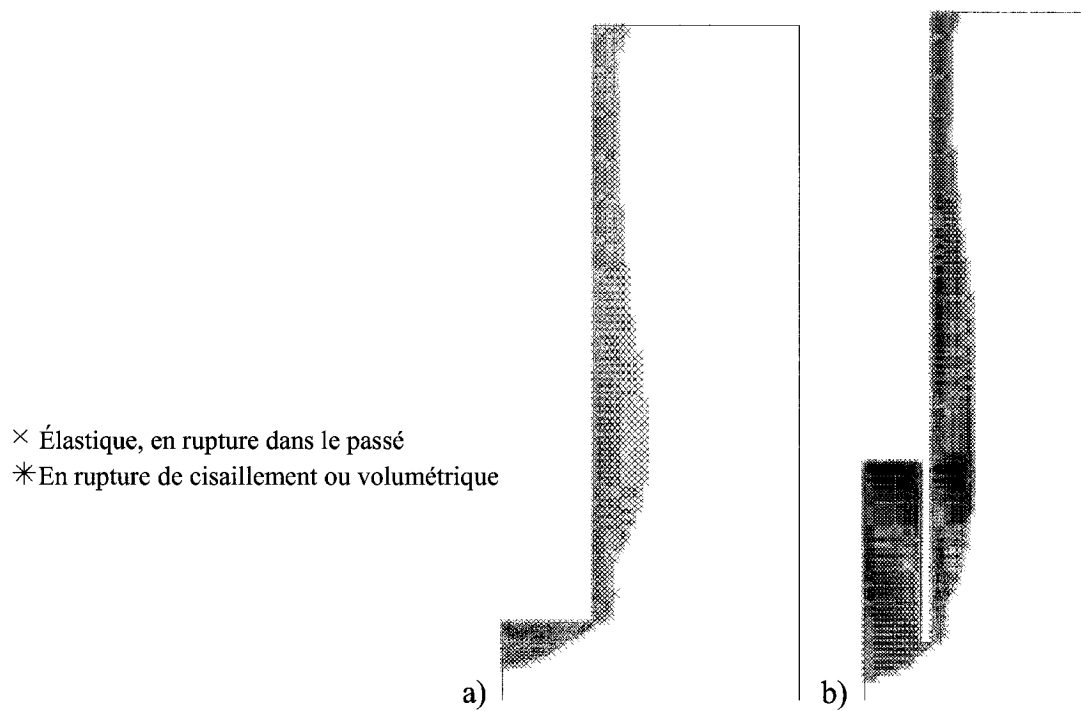 × Élastique, en rupture dans le passé
✳ En rupture de cisaillement ou volumétrique
a)
b)